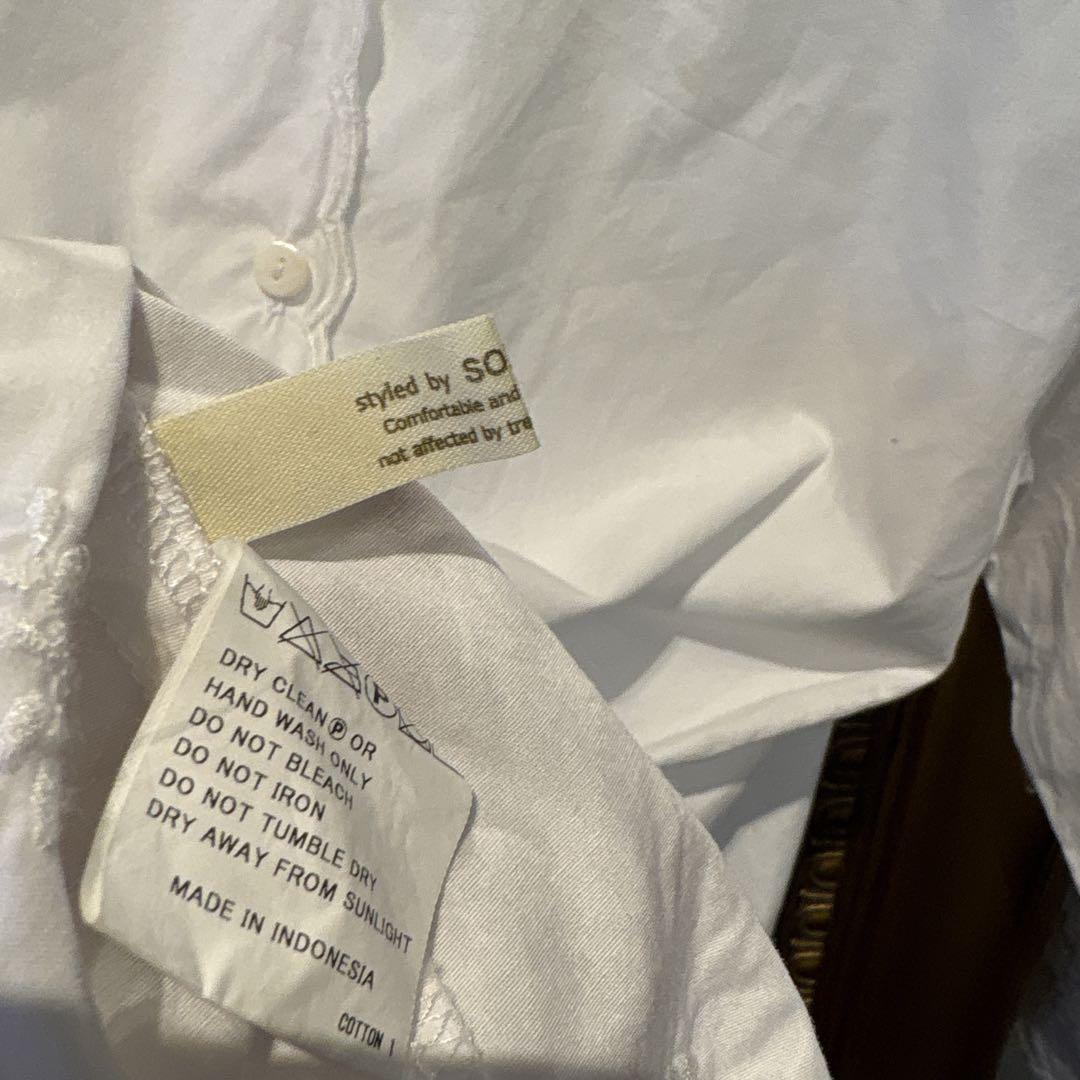 styled by SO
Comfortable and
not affected by tre
P
DRY CLEAN Ⓟ OR
HAND WASH ONLY
DO NOT BLEACH
DO NOT IRON
DO NOT TUMBLE DRY
DRY AWAY FROM SUNLIGHT
MADE IN INDONESIA
COTTON 1